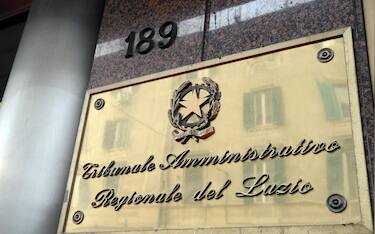 189
Tribunale Amministrativo
Regionale del Lazio